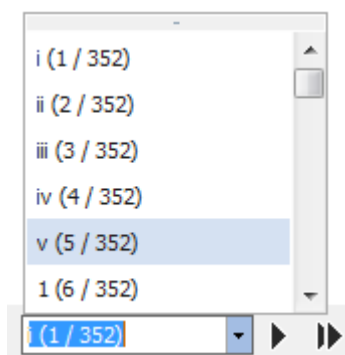 i (1 / 352)
ii (2 / 352)
iii (3 / 352)
iv (4 / 352)
v (5 / 352)
1 (6 / 352)
i (1 / 352)